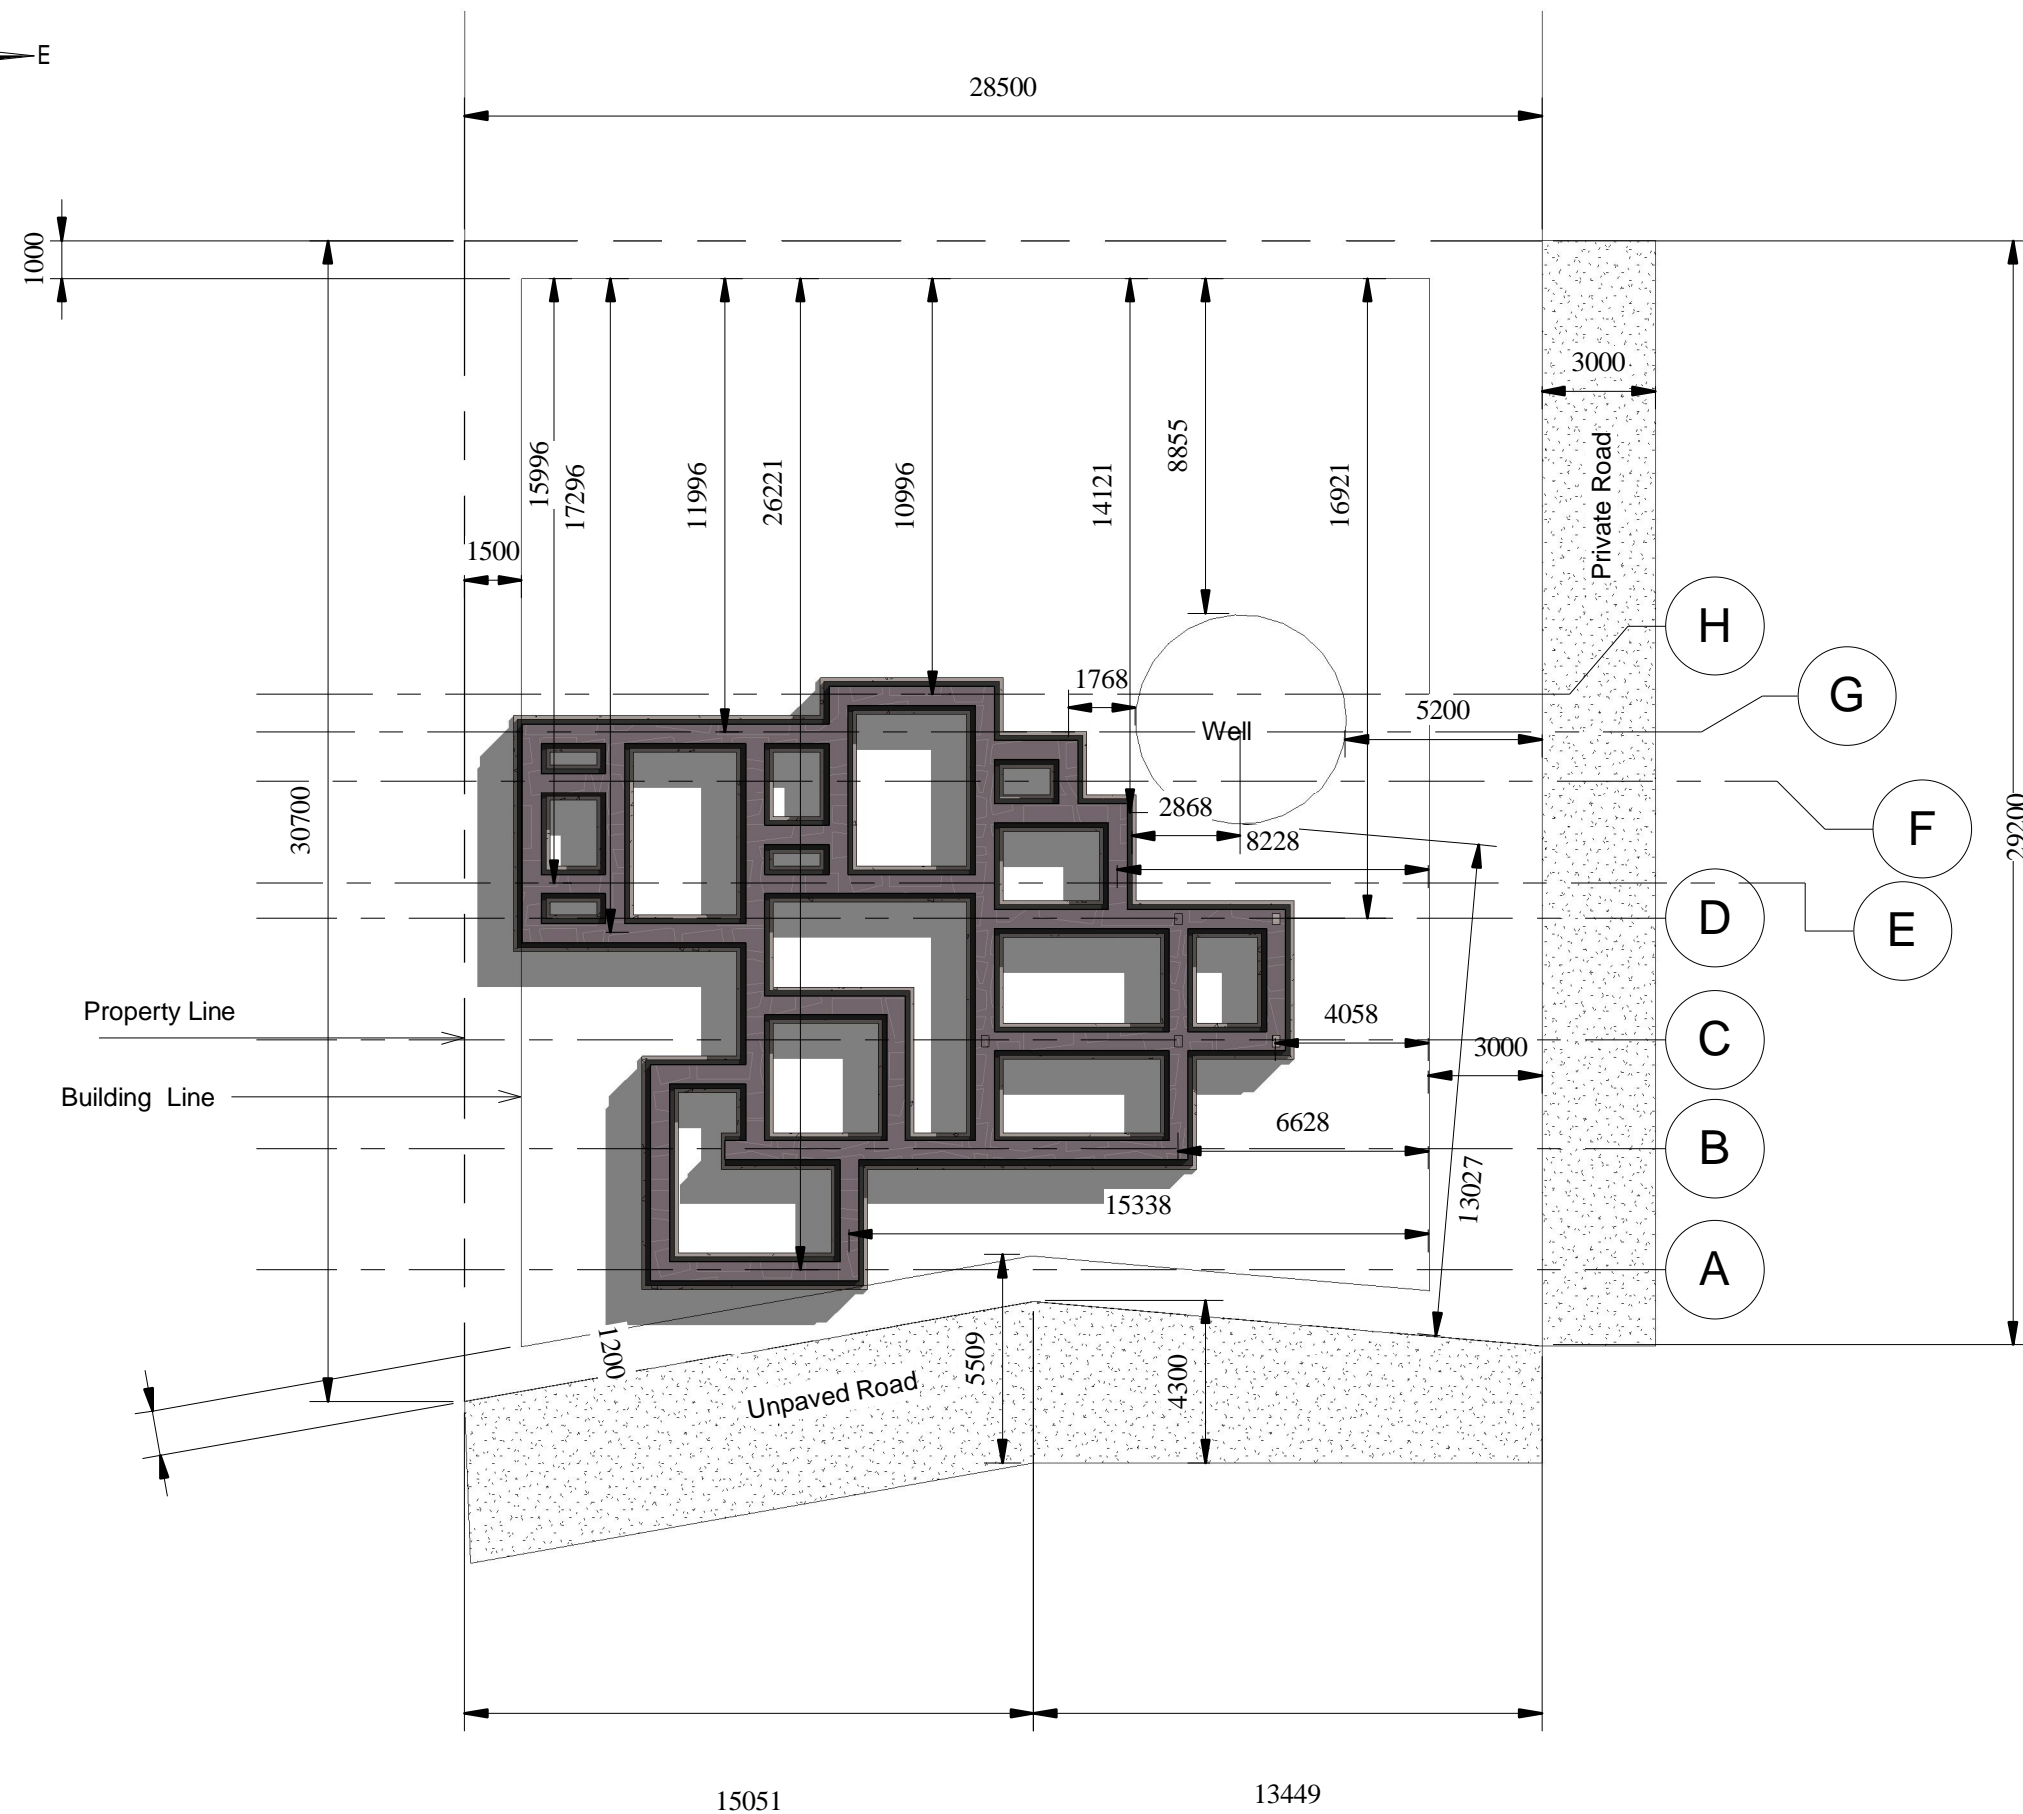 E
28500
1000
3000
Private Road
15996
17296
11996
26221
10996
14121
8855
16921
1500
H
1768
G
5200
Well
30700
2868
F
29200
8228
D
E
Property Line
4058
C
3000
Building Line
6628
B
13027
15338
A
1200
5509
4300
Unpaved Road
15051
13449